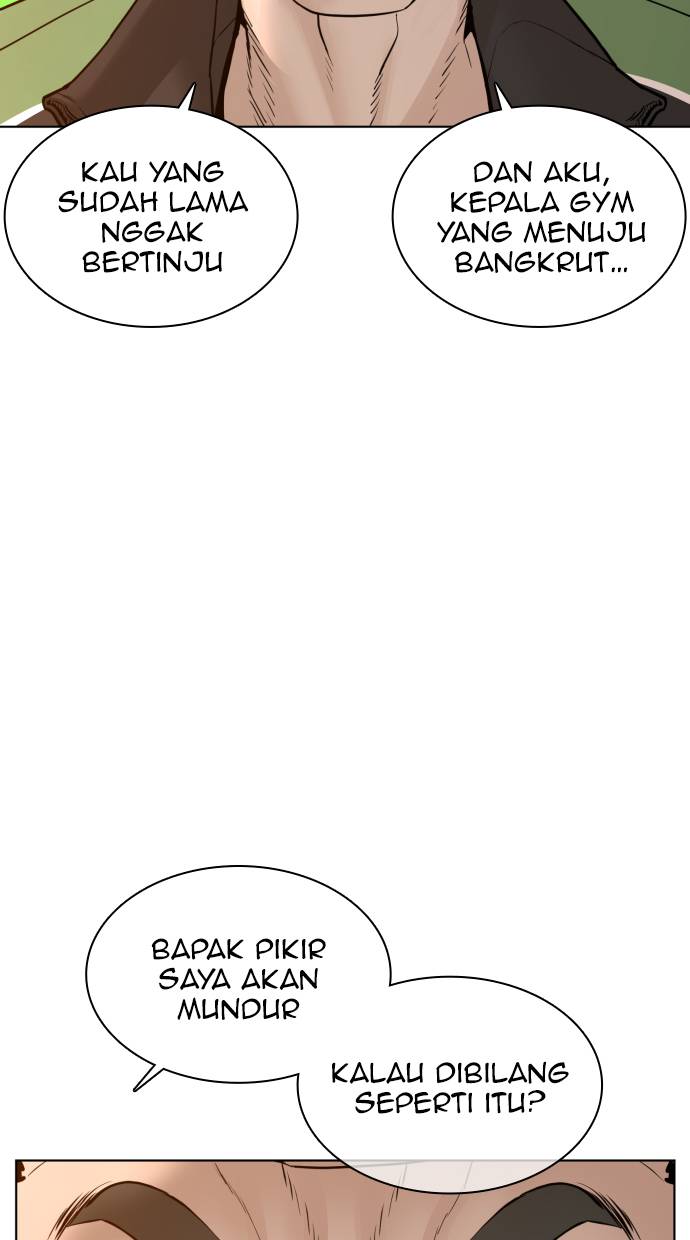 KAU YANG
SUDAH LAMA
NGGAK
BERTINJU
DAN AKU,
KEPALA GYM
YANG MENUJU
BANGKRUT...
BAPAK PIKIR
SAYA AKAN
MUNDUR
KALAU DIBILANG
SEPERTI ITU?